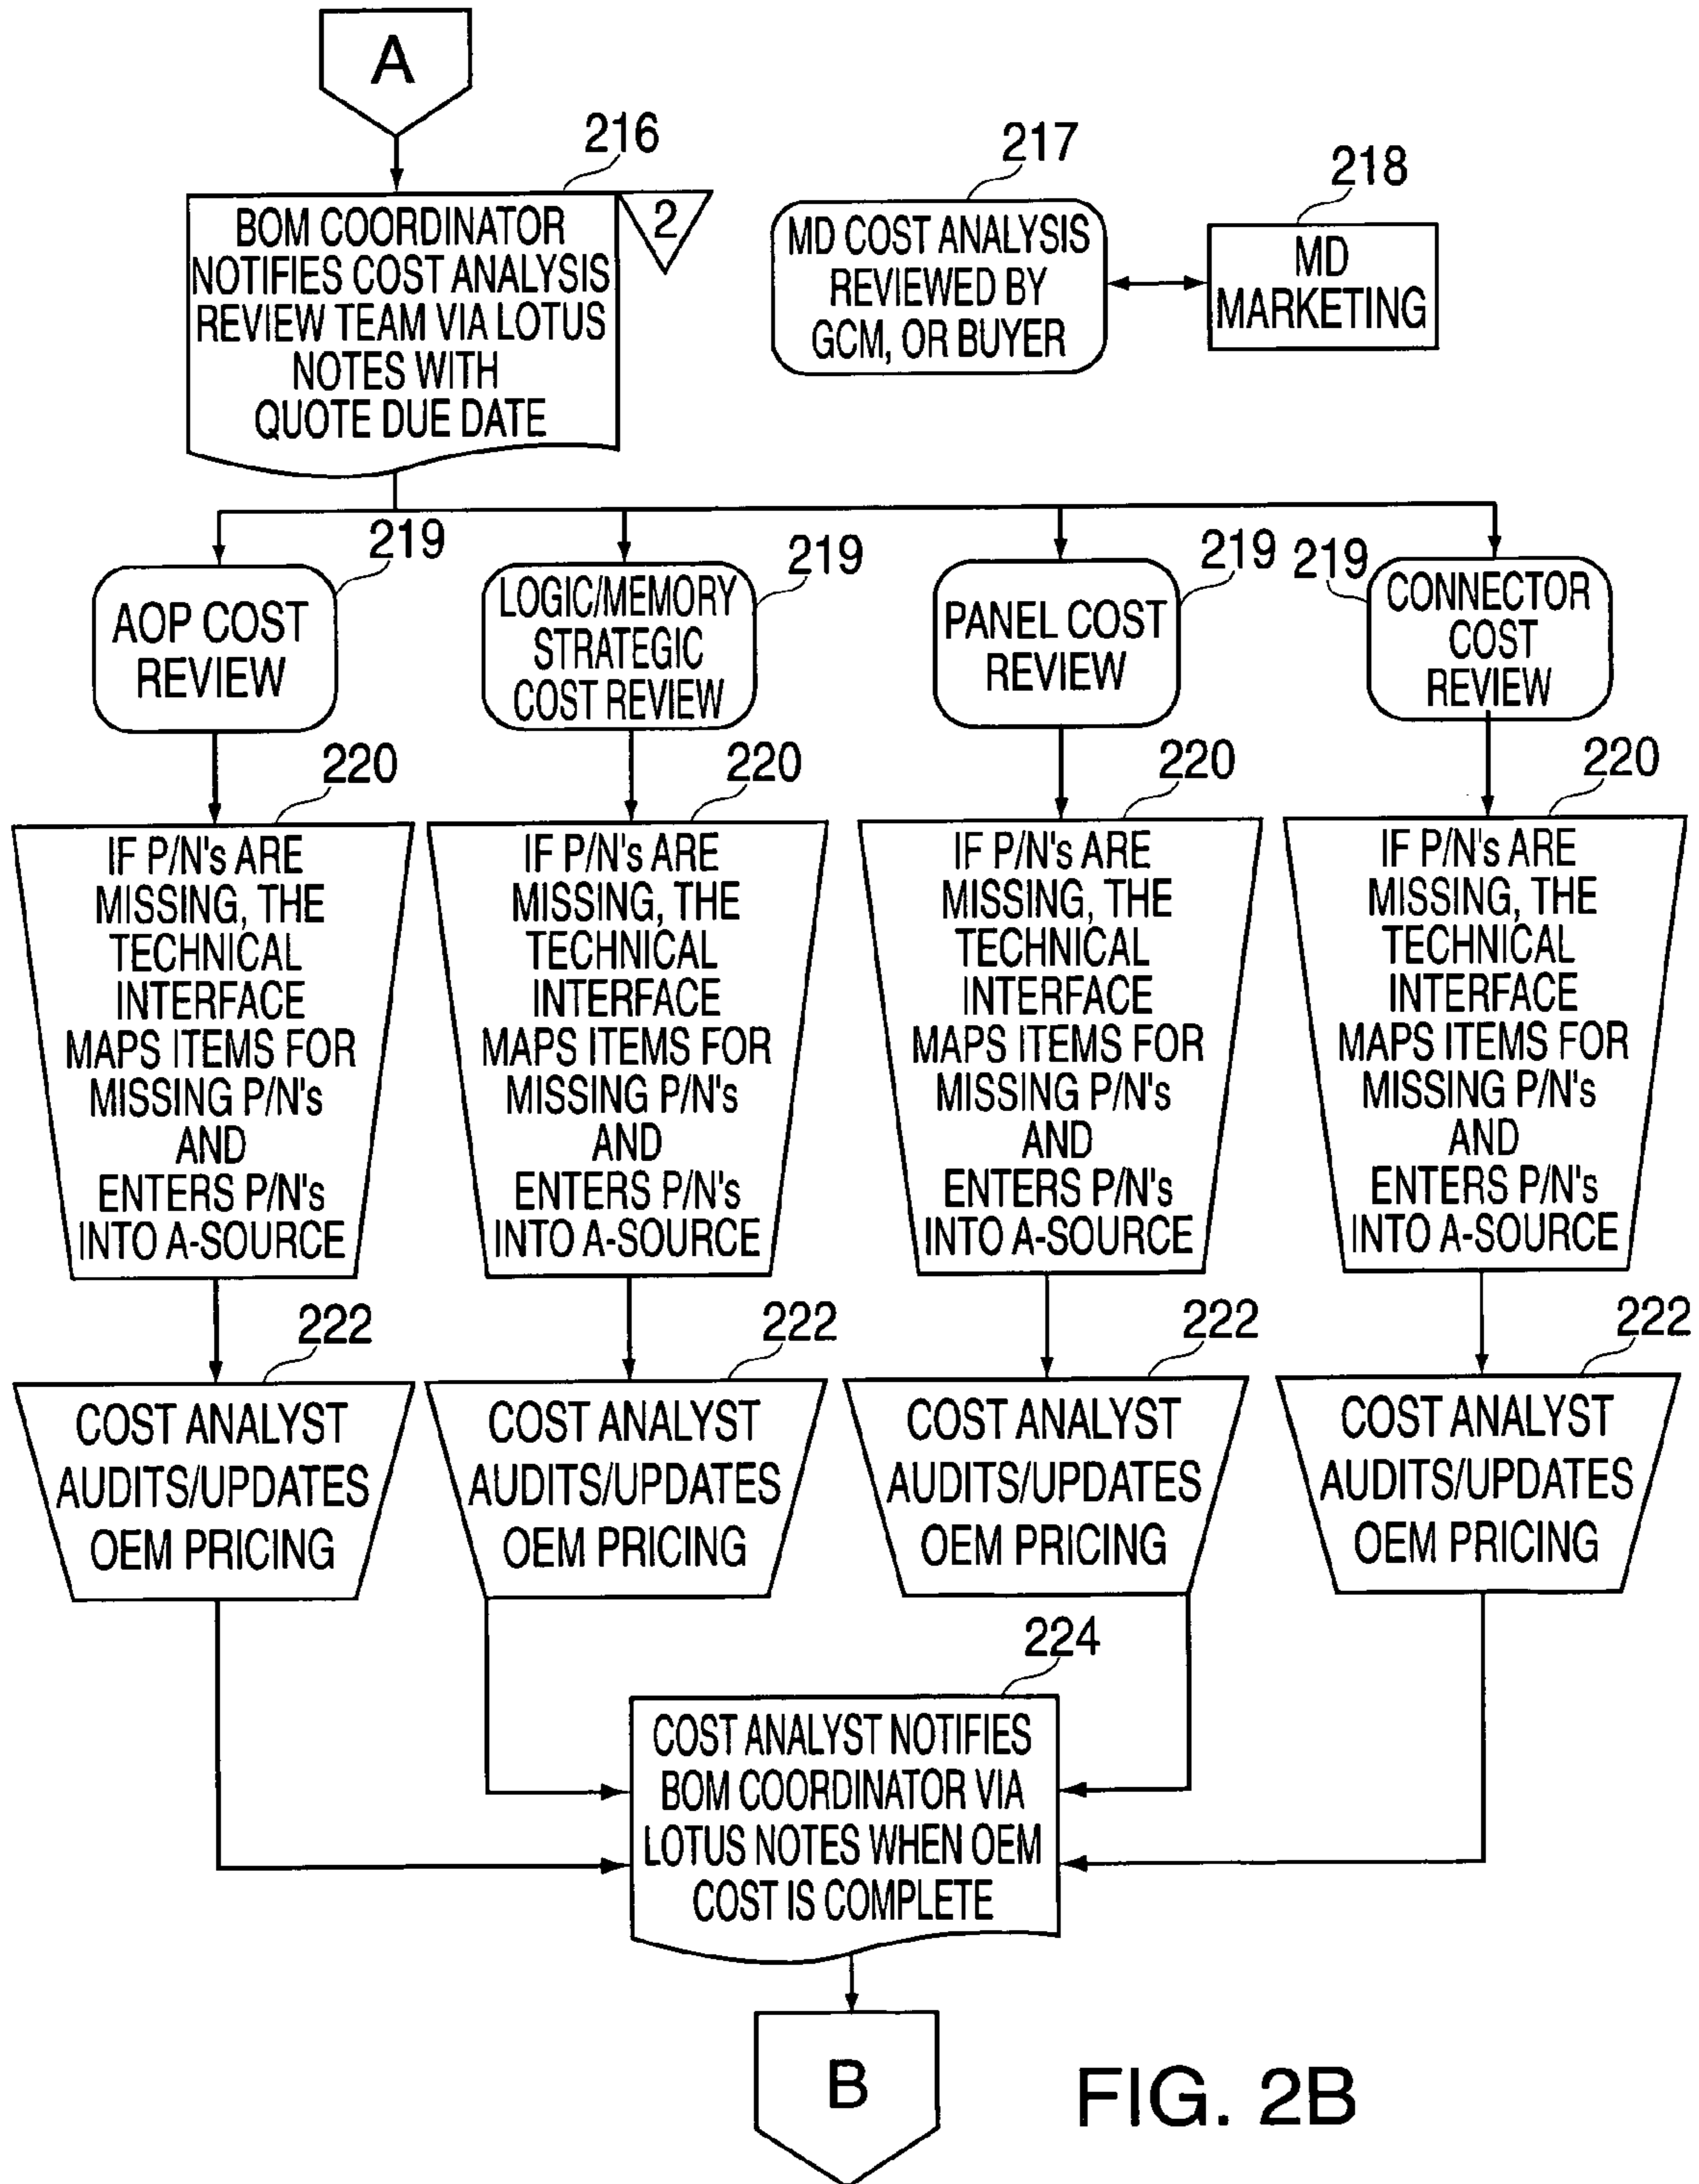 A
216
BOM COORDINATOR
NOTIFIES COST ANALYSIS
REVIEW TEAM VIA LOTUS
NOTES WITH
QUOTE DUE DATE
2
217
MD COST ANALYSIS
REVIEWED BY
GCM, OR BUYER
218
MD
MARKETING
219
AOP COST
REVIEW
219
LOGIC/MEMORY
STRATEGIC
COST REVIEW
219
PANEL COST
REVIEW
219
CONNECTOR
COST
REVIEW
220
IF P/N's ARE
MISSING, THE
TECHNICAL
INTERFACE
MAPS ITEMS FOR
MISSING P/N's
AND
ENTERS P/N's
INTO A-SOURCE
220
IF P/N's ARE
MISSING, THE
TECHNICAL
INTERFACE
MAPS ITEMS FOR
MISSING P/N's
AND
ENTERS P/N's
INTO A-SOURCE
220
IF P/N's ARE
MISSING, THE
TECHNICAL
INTERFACE
MAPS ITEMS FOR
MISSING P/N's
AND
ENTERS P/N's
INTO A-SOURCE
220
IF P/N's ARE
MISSING, THE
TECHNICAL
INTERFACE
MAPS ITEMS FOR
MISSING P/N's
AND
ENTERS P/N's
INTO A-SOURCE
222
COST ANALYST
AUDITS/UPDATES
OEM PRICING
222
COST ANALYST
AUDITS/UPDATES
OEM PRICING
222
COST ANALYST
AUDITS/UPDATES
OEM PRICING
222
COST ANALYST
AUDITS/UPDATES
OEM PRICING
224
COST ANALYST NOTIFIES
BOM COORDINATOR VIA
LOTUS NOTES WHEN OEM
COST IS COMPLETE
B
FIG. 2B